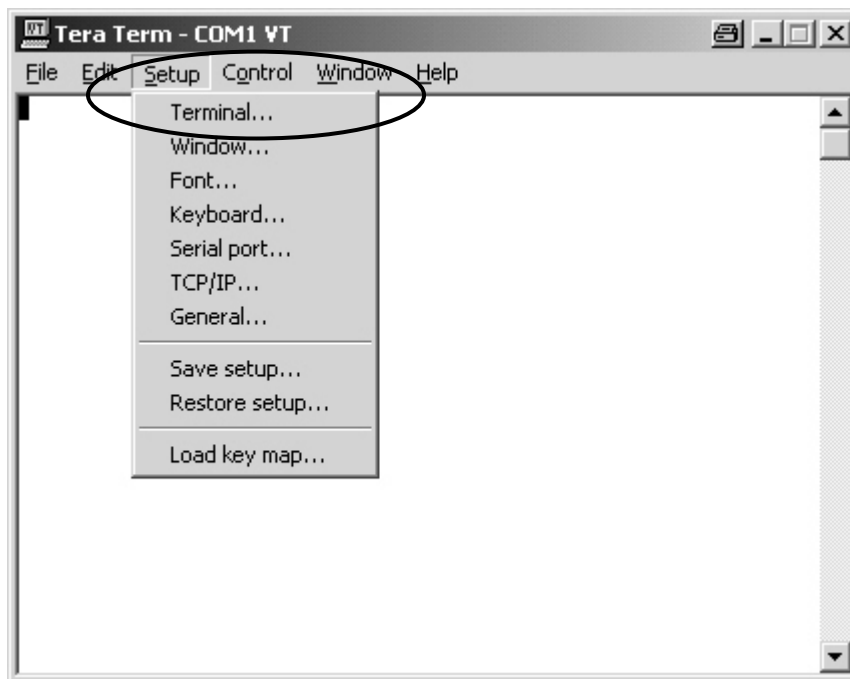 VT Tera Term - COM1 VT
File Edit Setup Control Window Help
Terminal...
Window...
Font...
Keyboard...
Serial port...
TCP/IP...
General...
Save setup...
Restore setup...
Load key map...